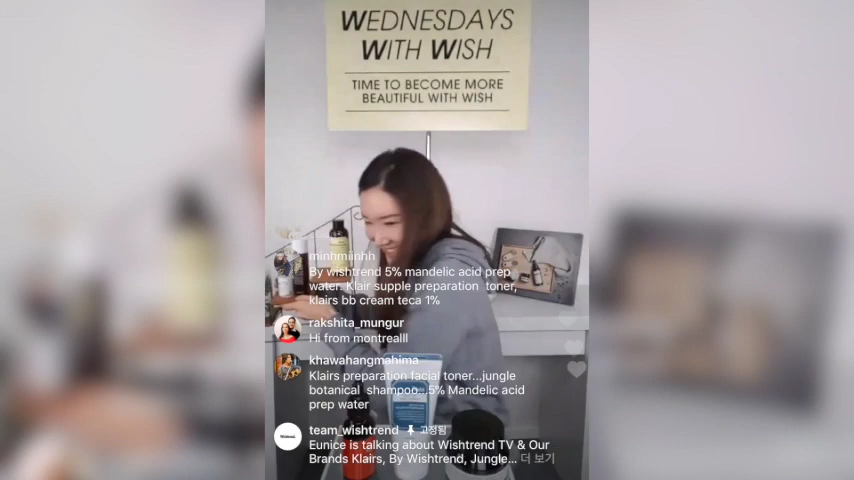 WEDNESDAYS
WITH WISH
TIME TO BECOME MORE
BEAUTIFUL WITH WISH
minhmiinhh
By wishtrend 5% mandelic acid prep
water. Klair supple preparation toner,
klairs bb cream teca 1%
rakshita_mungur
Hi from montrealll
khawahangmahima
Klairs preparation facial toner...jungle
botanical shampoo...5% Mandelic acid
prep water
team_wishtrend 고정됨
Eunice is talking about Wishtrend TV & Our
Brands Klairs, By Wishtrend, Jungle... 더 보기